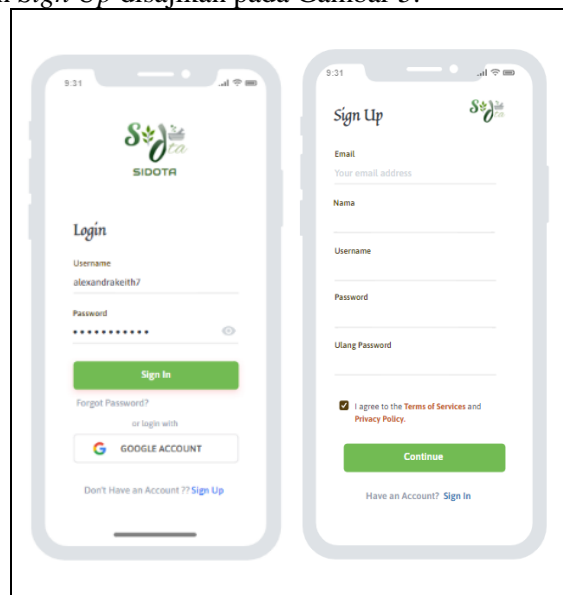 Sign Up disajikan pada Gambar 3.
9:31
SIDOTA
Login
Username
alexandrakeith7
Password
Sign In
Forgot Password?
or login with
GOOGLE ACCOUNT
Don't Have an Account ?? Sign Up
9:31
Sign Up
Email
Your email address
Nama
Username
Password
Ulang Password
I agree to the Terms of Services and
Privacy Policy.
Continue
Have an Account? Sign In